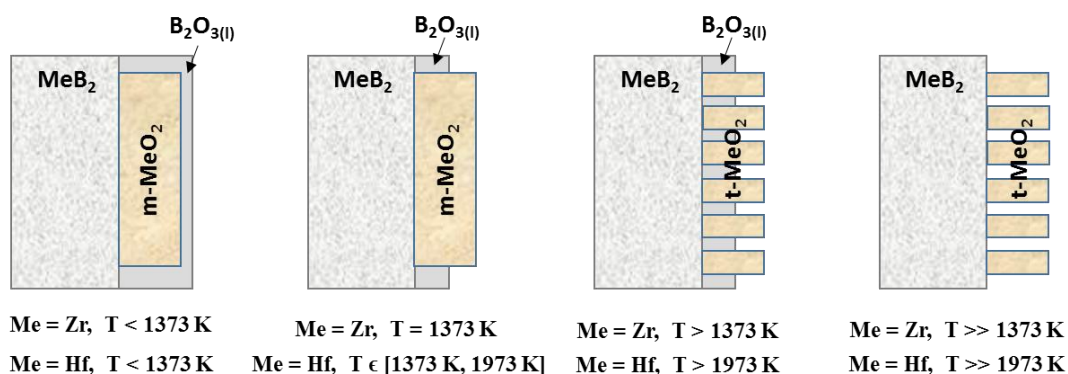 B₂O₃₍ₗ₎
MeB₂
m-MeO₂
Me = Zr, T < 1373 K
Me = Hf, T < 1373 K
B₂O₃₍ₗ₎
MeB₂
m-MeO₂
Me = Zr, T = 1373 K
Me = Hf, T ϵ [1373 K, 1973 K]
B₂O₃₍ₗ₎
MeB₂
t-MeO₂
Me = Zr, T > 1373 K
Me = Hf, T > 1973 K
MeB₂
t-MeO₂
Me = Zr, T >> 1373 K
Me = Hf, T >> 1973 K